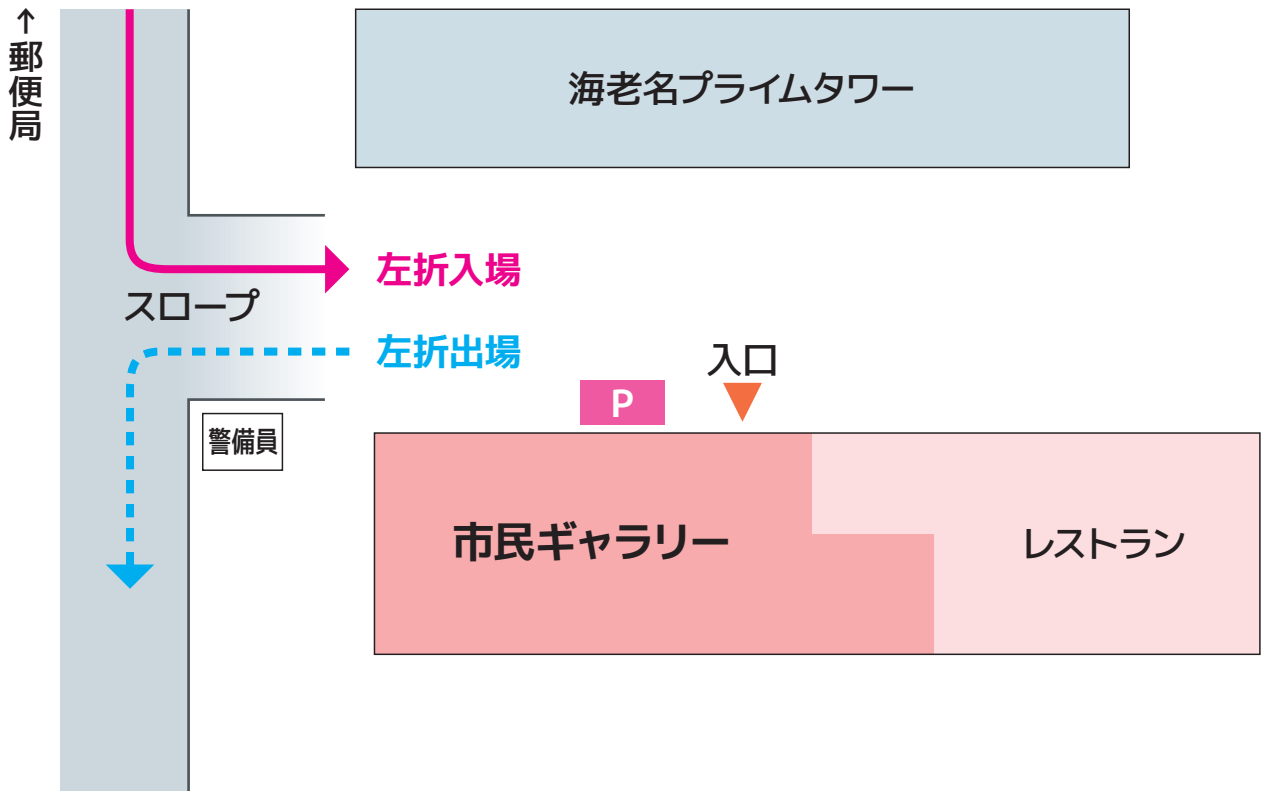 ↑郵便局
海老名プライムタワー
左折入場
スロープ
左折出場
入口
P
警備員
市民ギャラリー
レストラン